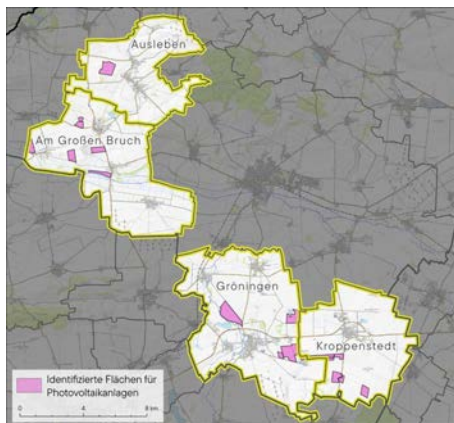 Ausleben
Am Großen Bruch
Gröningen
Kroppenstedt
Identifizierte Flächen für
Photovoltaikanlagen
0 4 8 km